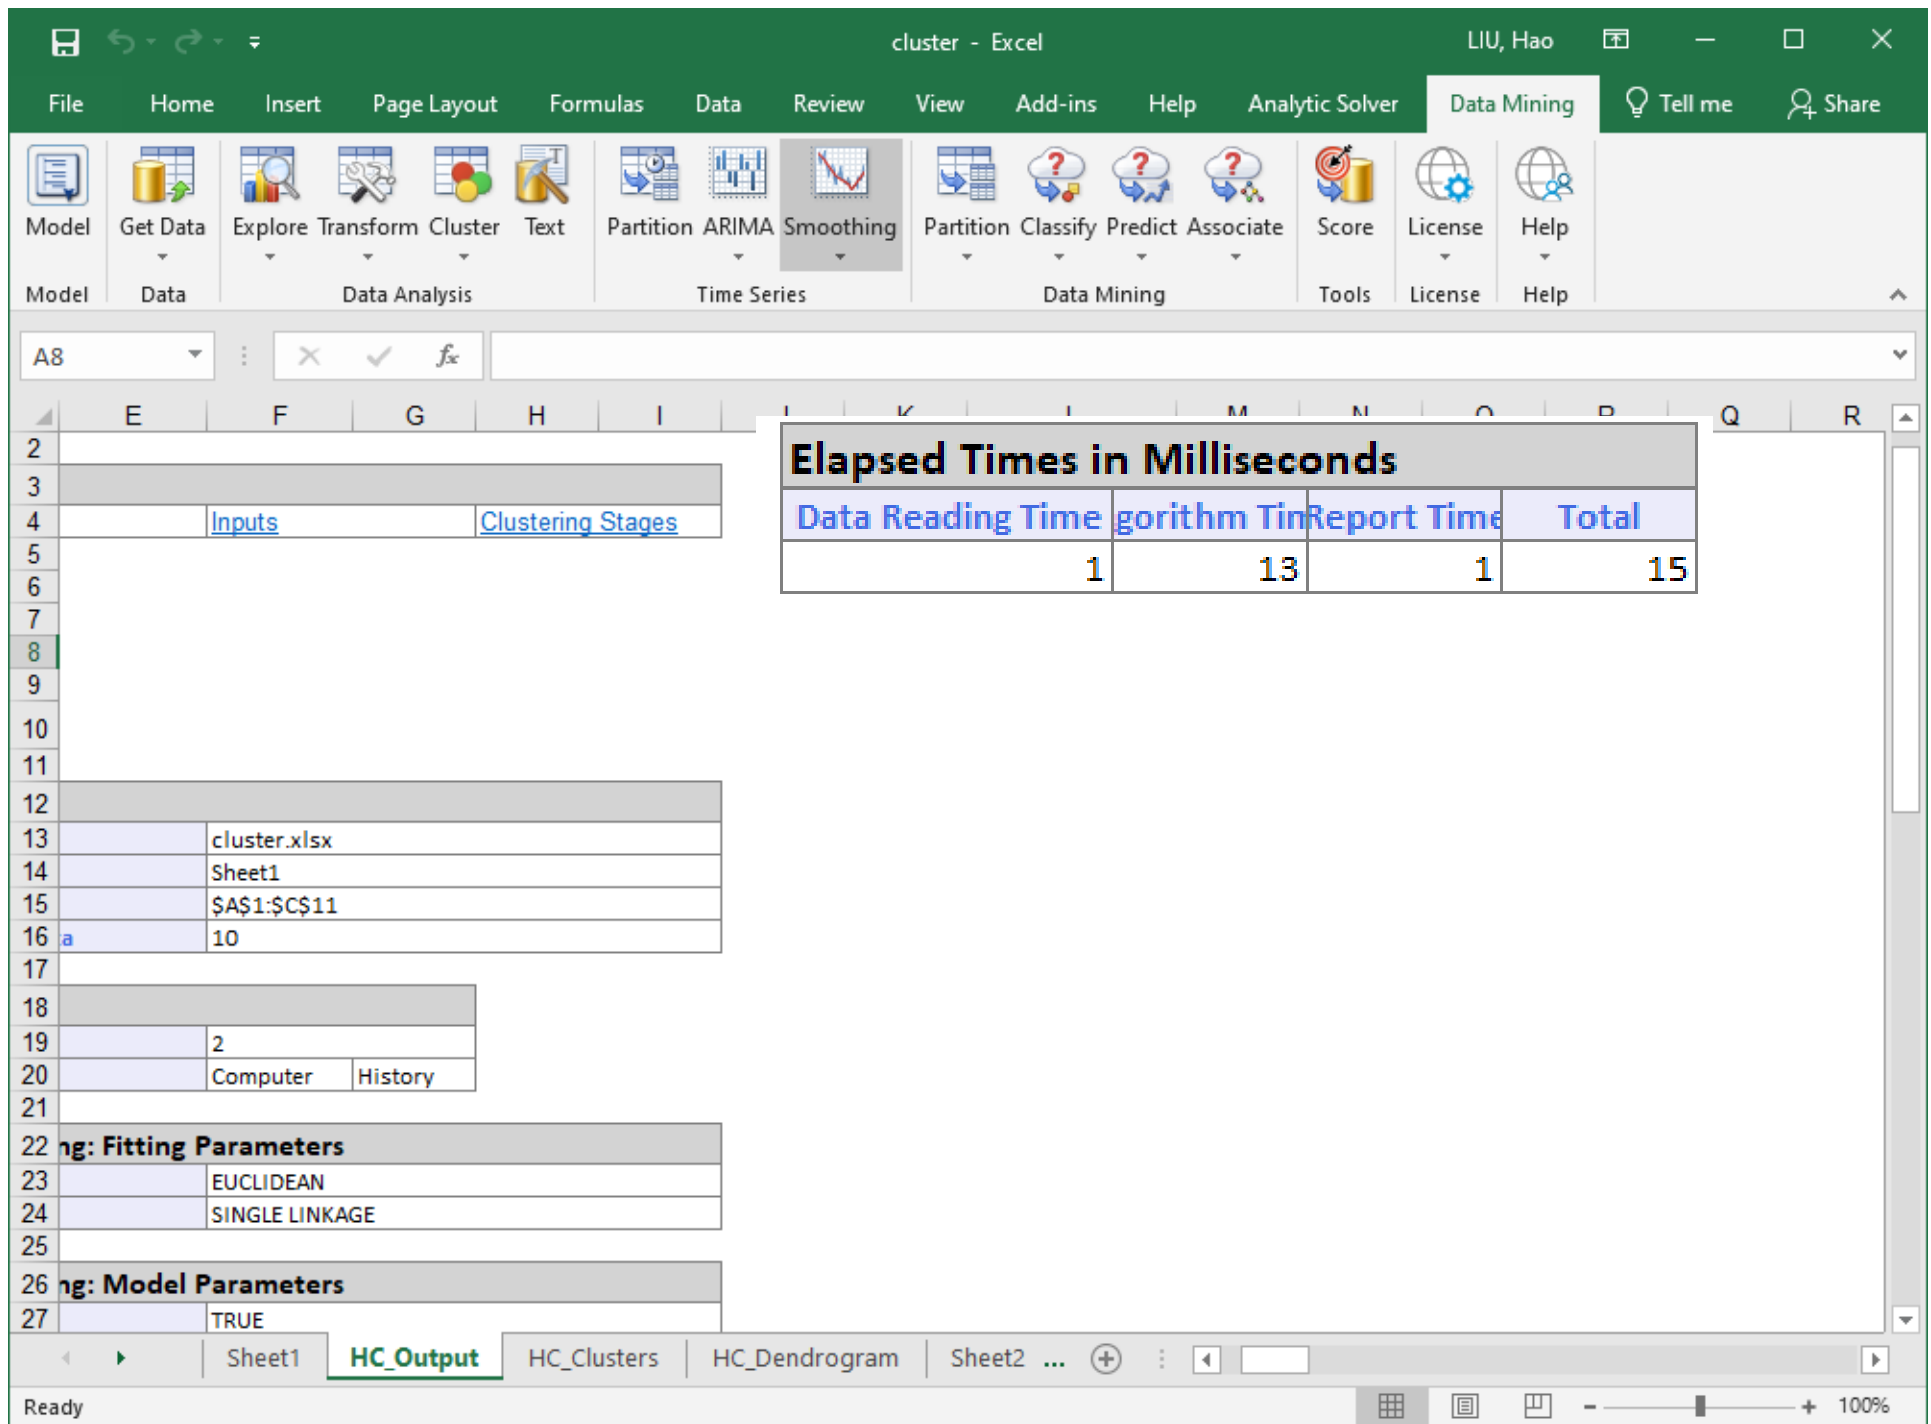 cluster - Excel LIU, Hao
File Home Insert Page Layout Formulas Data Review View Add-ins Help Analytic Solver Data Mining Tell me Share
Model Get Data Explore Transform Cluster Text Partition ARIMA Smoothing Partition Classify Predict Associate Score License Help
Model Data Data Analysis Time Series Data Mining Tools License Help
A8 fx
E F G H I Q R
Elapsed Times in Milliseconds
Data Reading Time gorithm Tim Report Time Total
1 13 1 15
2
3
4 Inputs Clustering Stages
5
6
7
8
9
10
11
12
13 cluster.xlsx
14 Sheet1
15 $A$1:$C$11
16 a 10
17
18
19 2
20 Computer History
21
22 ng: Fitting Parameters
23 EUCLIDEAN
24 SINGLE LINKAGE
25
26 ng: Model Parameters
27 TRUE
Sheet1 HC_Output HC_Clusters HC_Dendrogram Sheet2 ...
Ready 100%